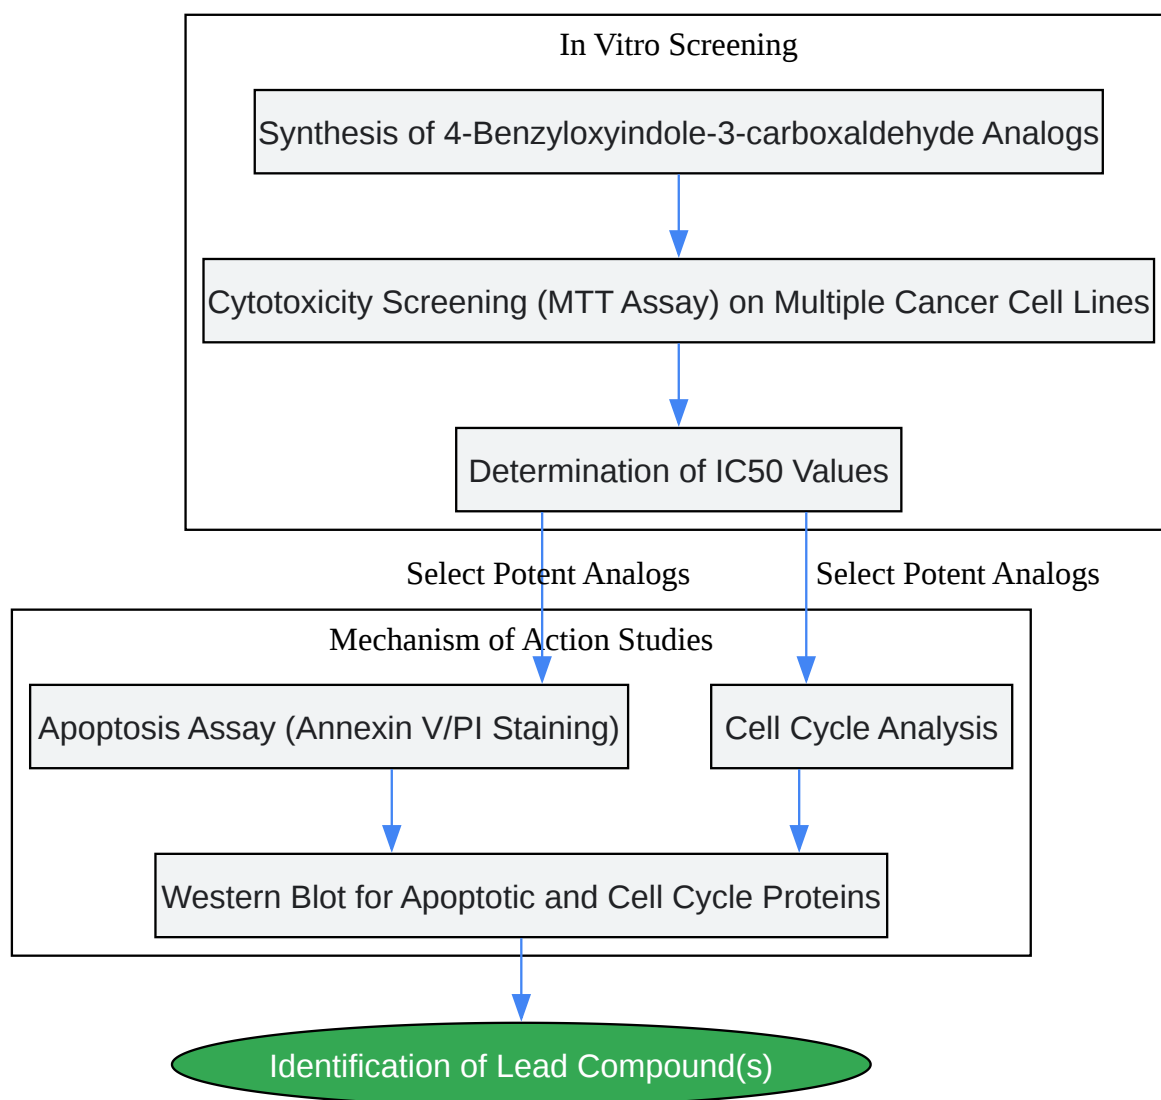 In Vitro Screening
Synthesis of 4-Benzyloxyindole-3-carboxaldehyde Analogs
Cytotoxicity Screening (MTT Assay) on Multiple Cancer Cell Lines
Determination of IC50 Values
Select Potent Analogs
Select Potent Analogs
Mechanism of Action Studies
Apoptosis Assay (Annexin V/PI Staining)
Cell Cycle Analysis
Western Blot for Apoptotic and Cell Cycle Proteins
Identification of Lead Compound(s)